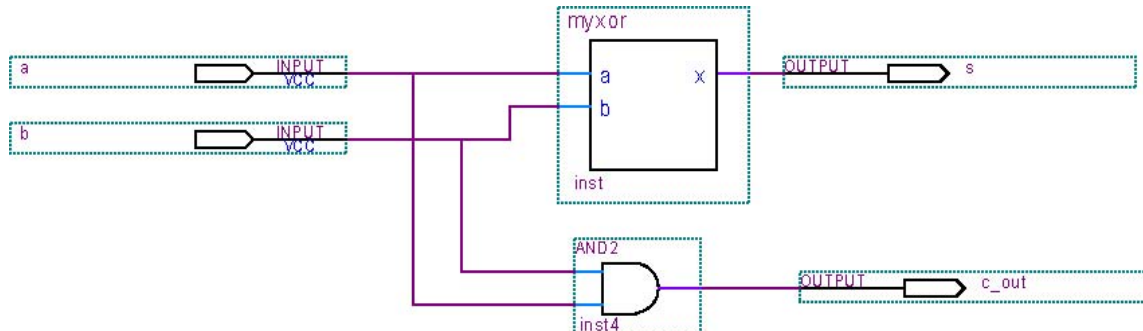 myxor
a INPUT VCC
a x
OUTPUT s
b INPUT VCC
b
inst
AND2
OUTPUT c_out
inst4